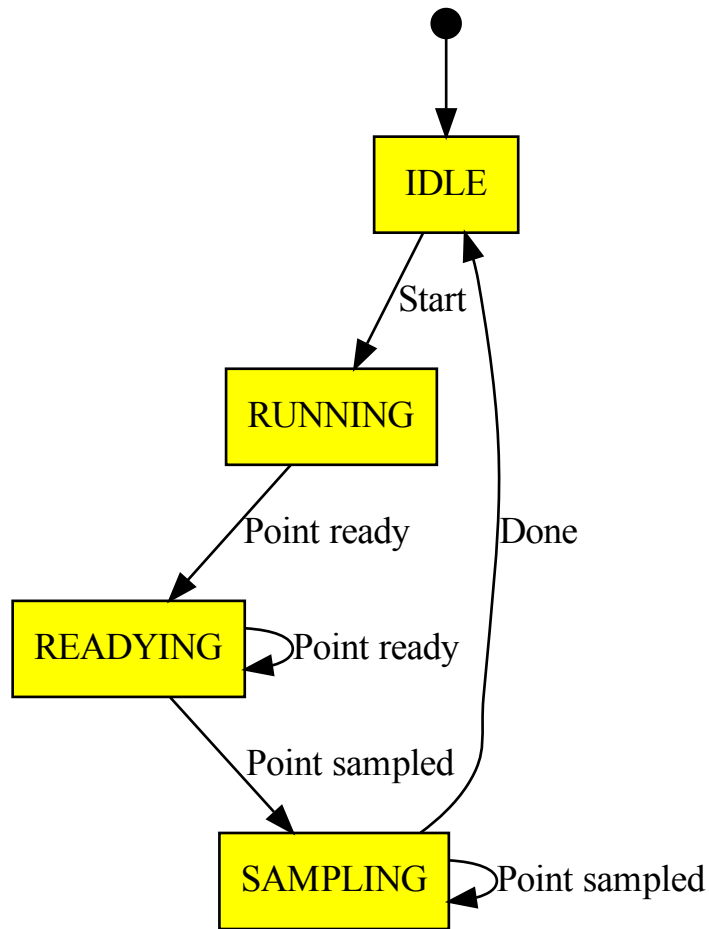 IDLE
Start
RUNNING
Point ready
Done
READYING
Point ready
Point sampled
SAMPLING
Point sampled